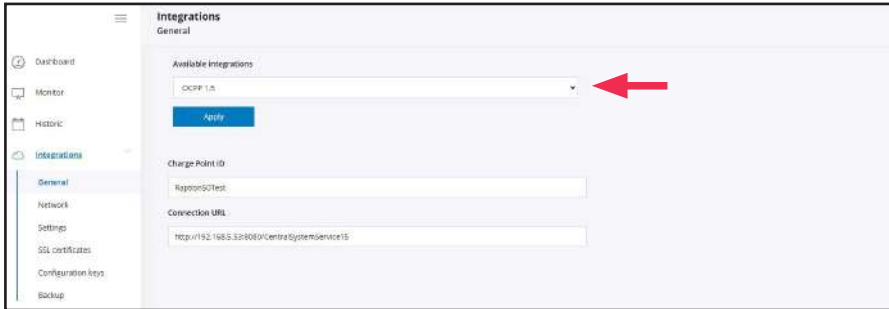 Integrations
General
Dashboard
Monitor
Historic
Integrations
General
Network
Settings
SSL certificates
Configuration keys
Backup
Available integrations
OCPP 1.5
Apply
Charge Point ID
Raption50Test
Connection URL
http://192.168.5.53:8080/CentralSystemService15